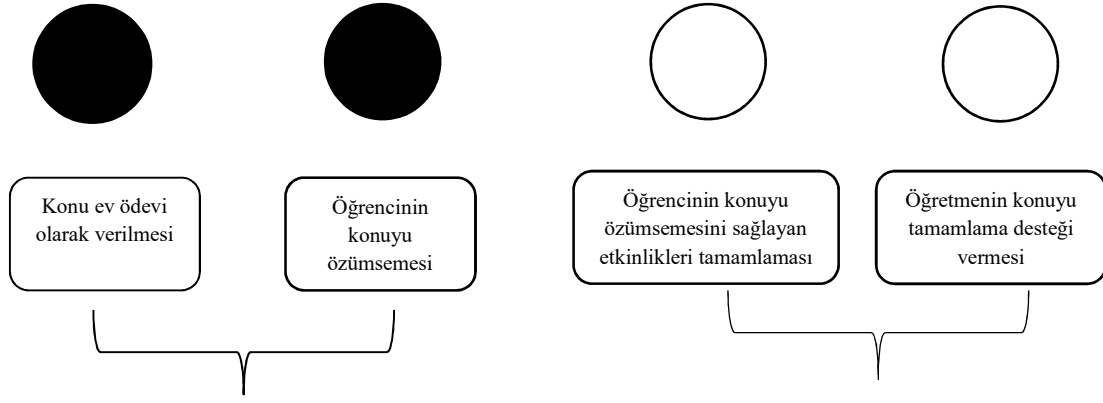 Konu ev ödevi
olarak verilmesi
Öğrencinin
konuyu
özümsemesi
Öğrencinin konuyu
özümsemesini sağlayan
etkinlikleri tamamlaması
Öğretmenin konuyu
tamamlama desteği
vermesi